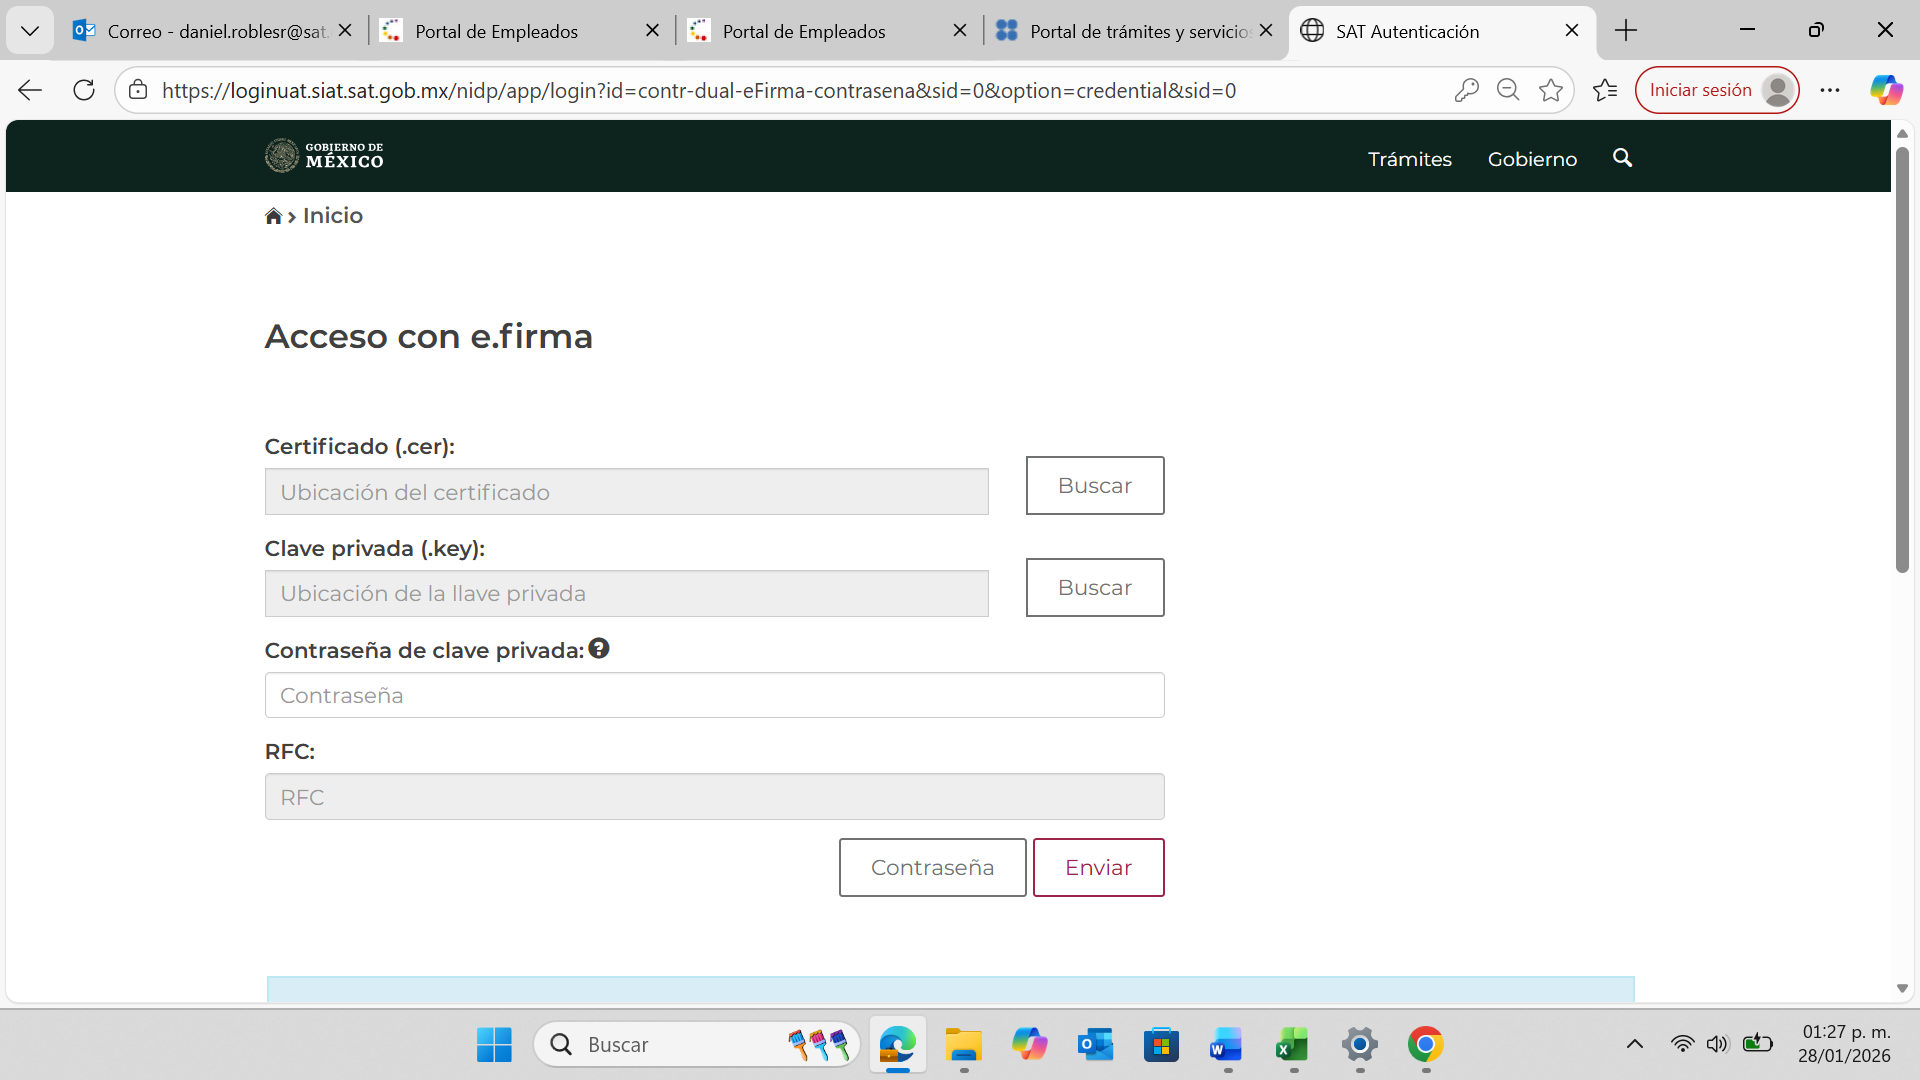 Correo - daniel.roblesr@sat.
Portal de Empleados
Portal de Empleados
Portal de trámites y servicios
SAT Autenticación
https://loginuat.siat.sat.gob.mx/nidp/app/login?id=contr-dual-eFirma-contrasena&sid=0&option=credential&sid=0
Iniciar sesión
GOBIERNO DE
MÉXICO
Trámites
Gobierno
Inicio
Acceso con e.firma
Certificado (.cer):
Ubicación del certificado
Buscar
Clave privada (.key):
Ubicación de la llave privada
Buscar
Contraseña de clave privada:
Contraseña
RFC:
RFC
Contraseña
Enviar
Buscar
01:27 p. m.
28/01/2026